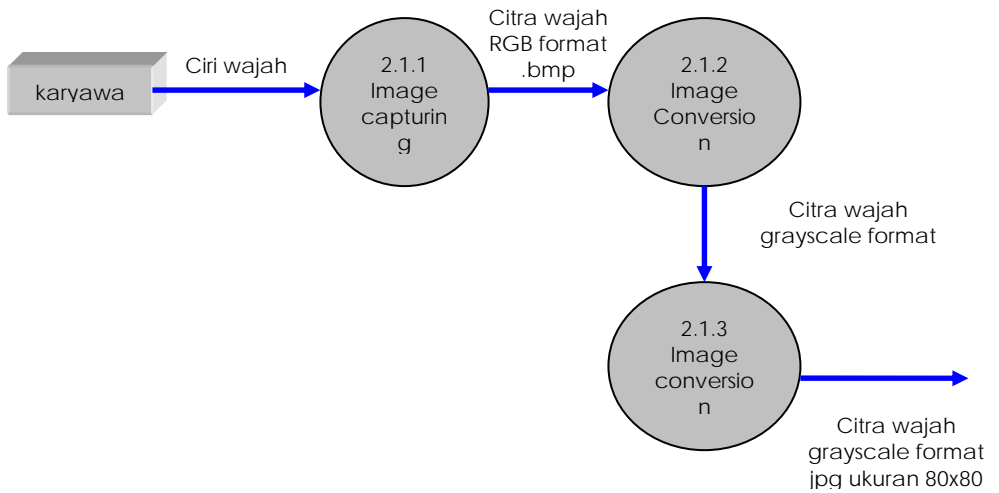 karyawa
Ciri wajah
2.1.1
Image
capturin
g
Citra wajah
RGB format
.bmp
2.1.2
Image
Conversio
n
Citra wajah
grayscale format
2.1.3
Image
conversio
n
Citra wajah
grayscale format
jpg ukuran 80x80